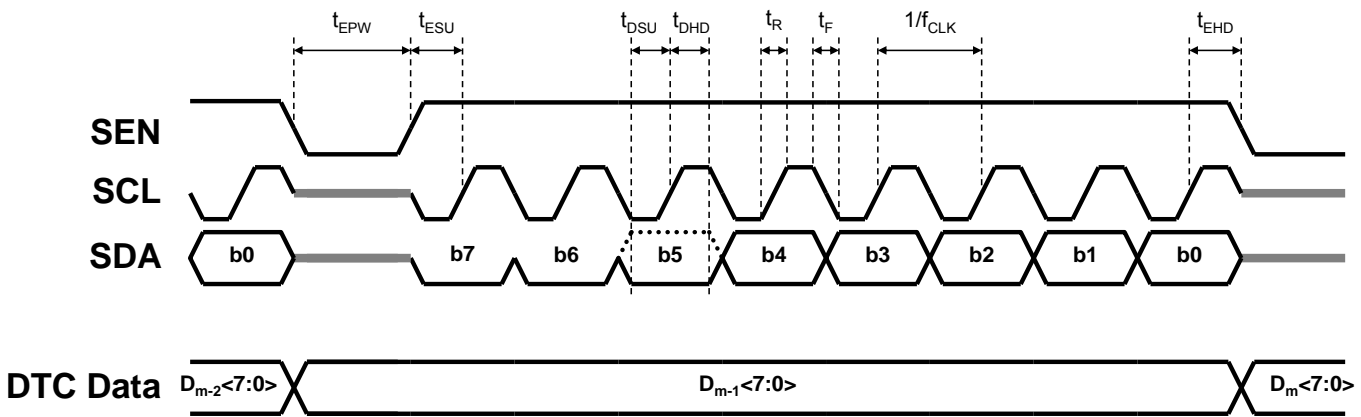 tEPW tESU tDSU tDHD tR tF 1/fCLK tEHD
SEN
SCL
SDA b0 b7 b6 b5 b4 b3 b2 b1 b0
DTC Data Dm-2<7:0> Dm-1<7:0> Dm<7:0>